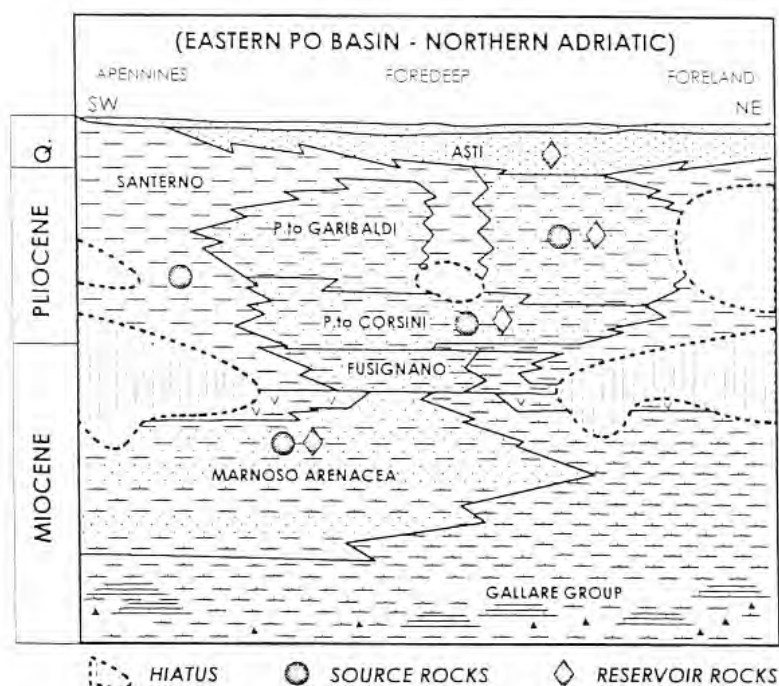 (EASTERN PO BASIN - NORTHERN ADRIATIC)
APENNINES FOREDEEP FORELAND
SW NE
Q.
ASTI
SANTERNO
P.to GARIBALDI
PLIOCENE
P.to CORSINI
FUSIGNANO
MARNOSO ARENACEA
MIOCENE
GALLARE GROUP
HIATUS SOURCE ROCKS RESERVOIR ROCKS